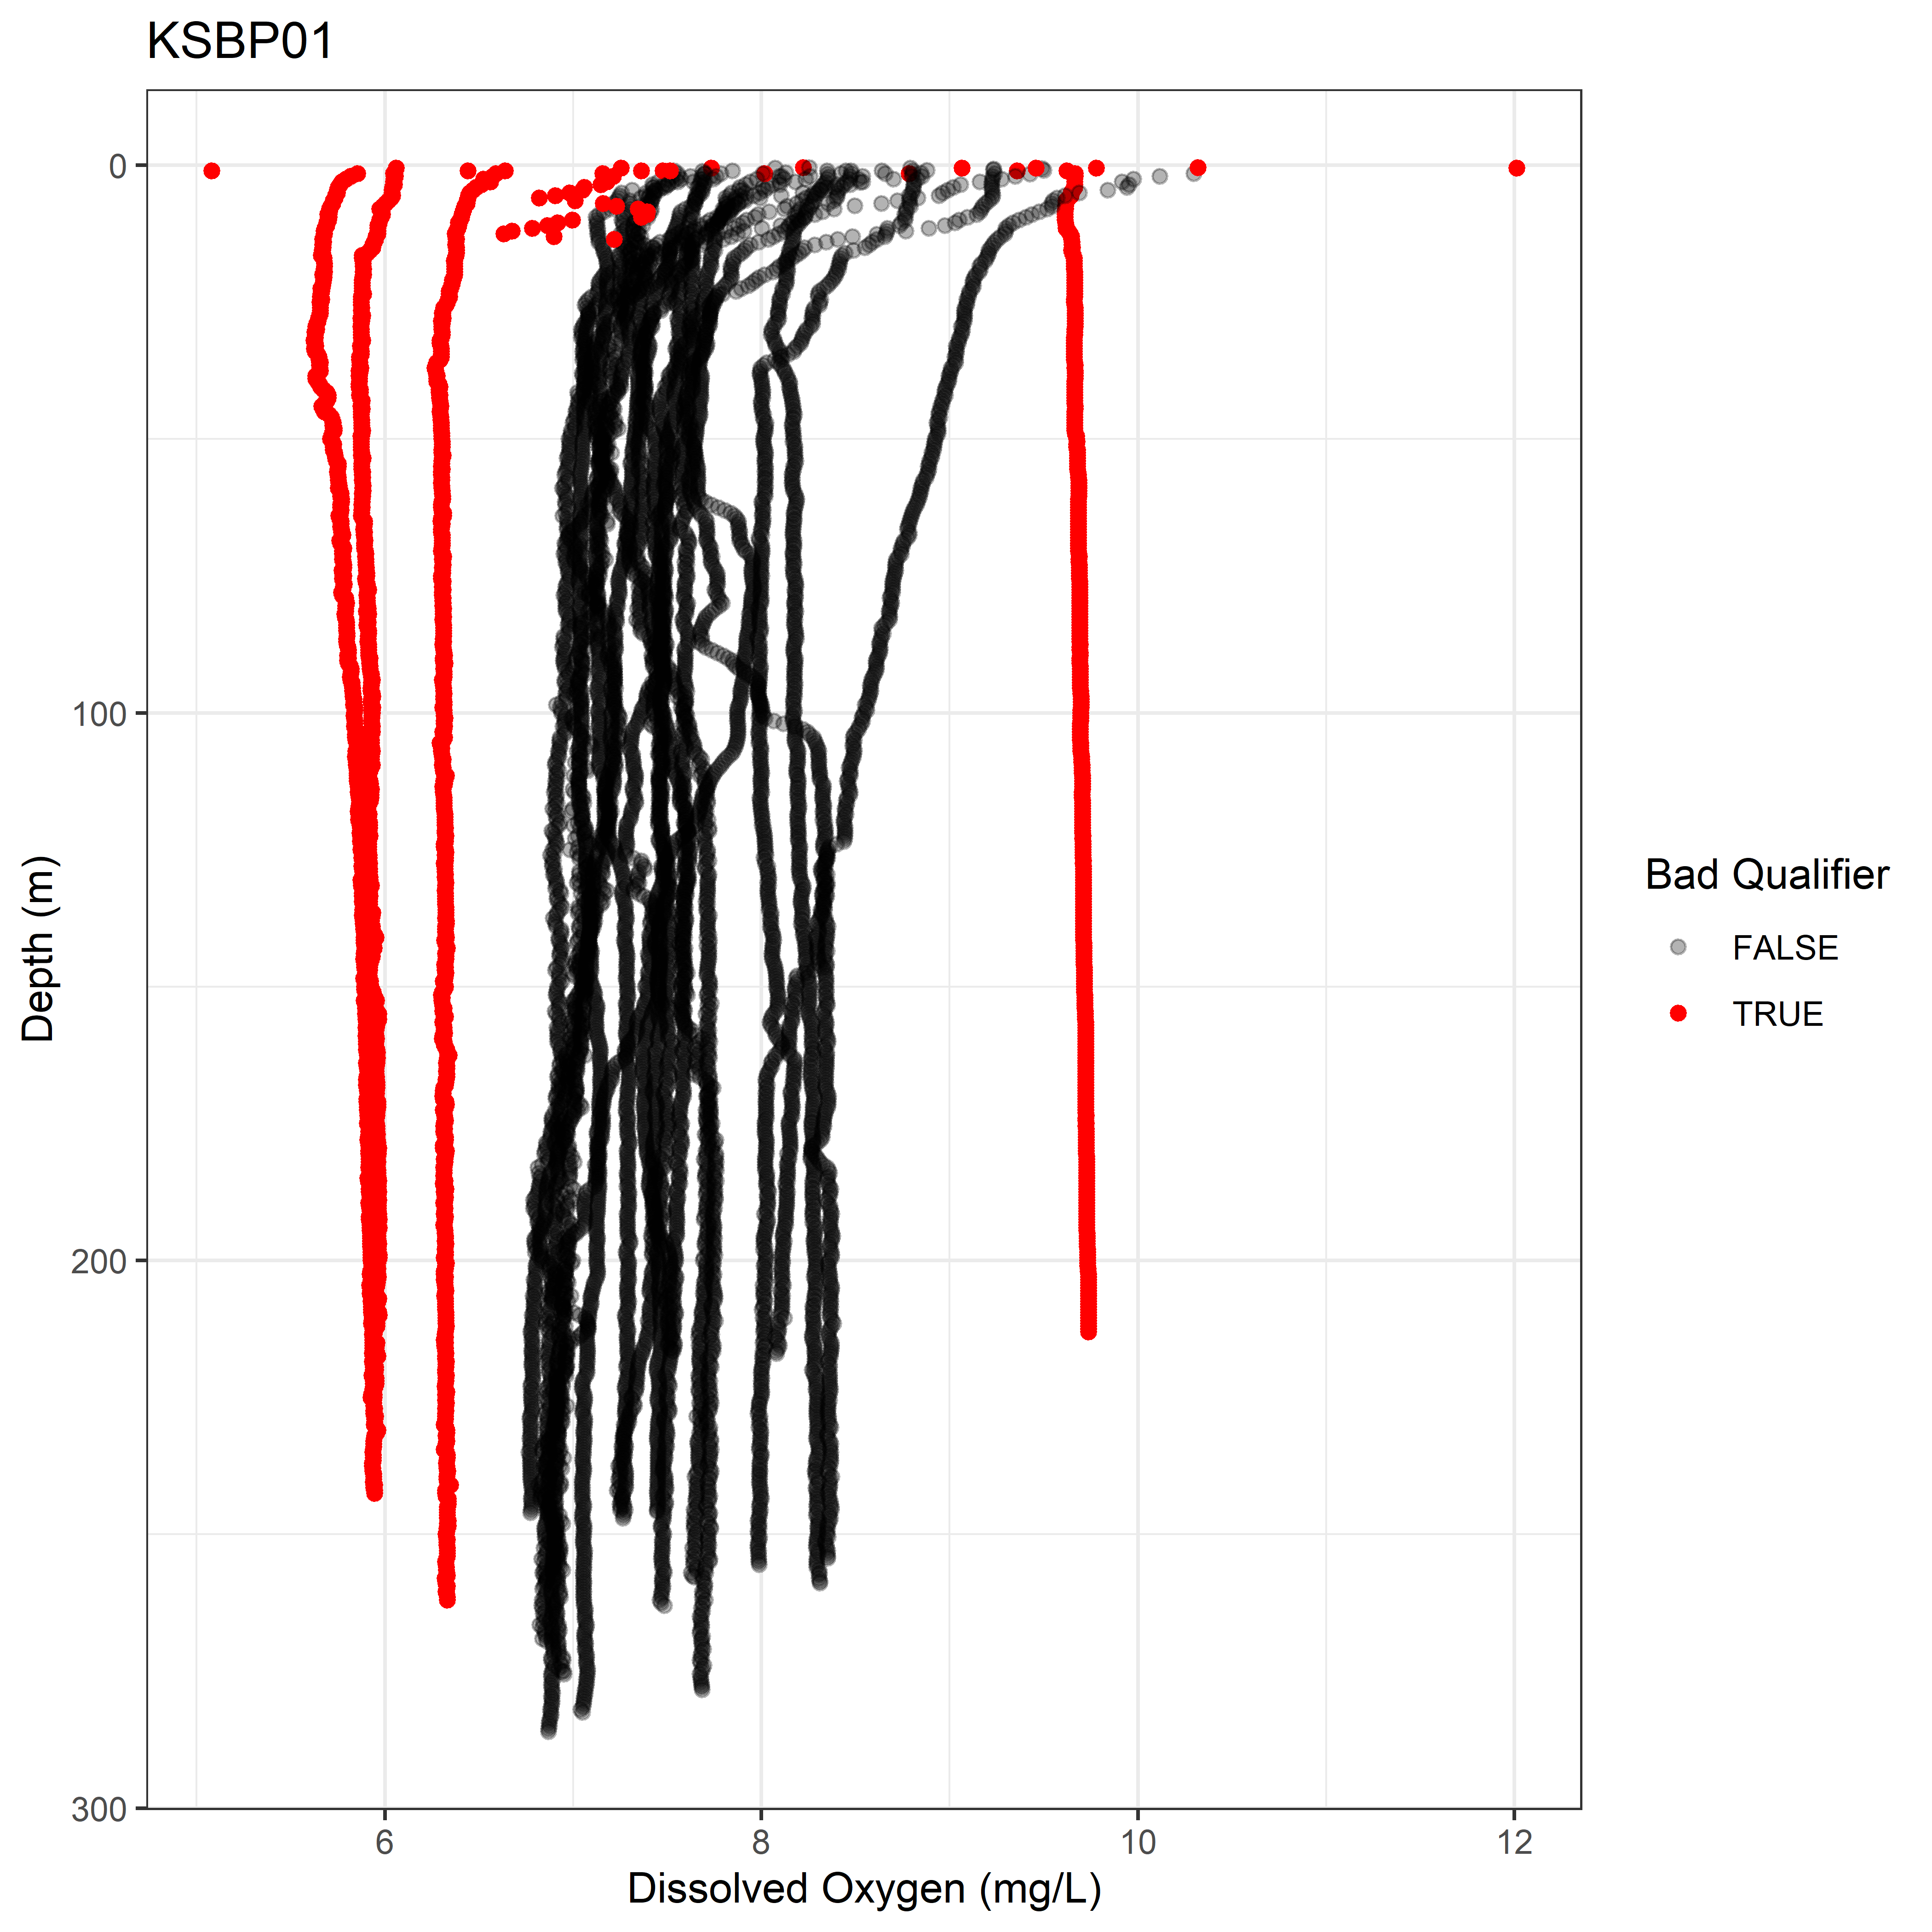 KSBP01
0
100
200
300
Depth (m)
6 8 10 12
Dissolved Oxygen (mg/L)
Bad Qualifier
FALSE
TRUE